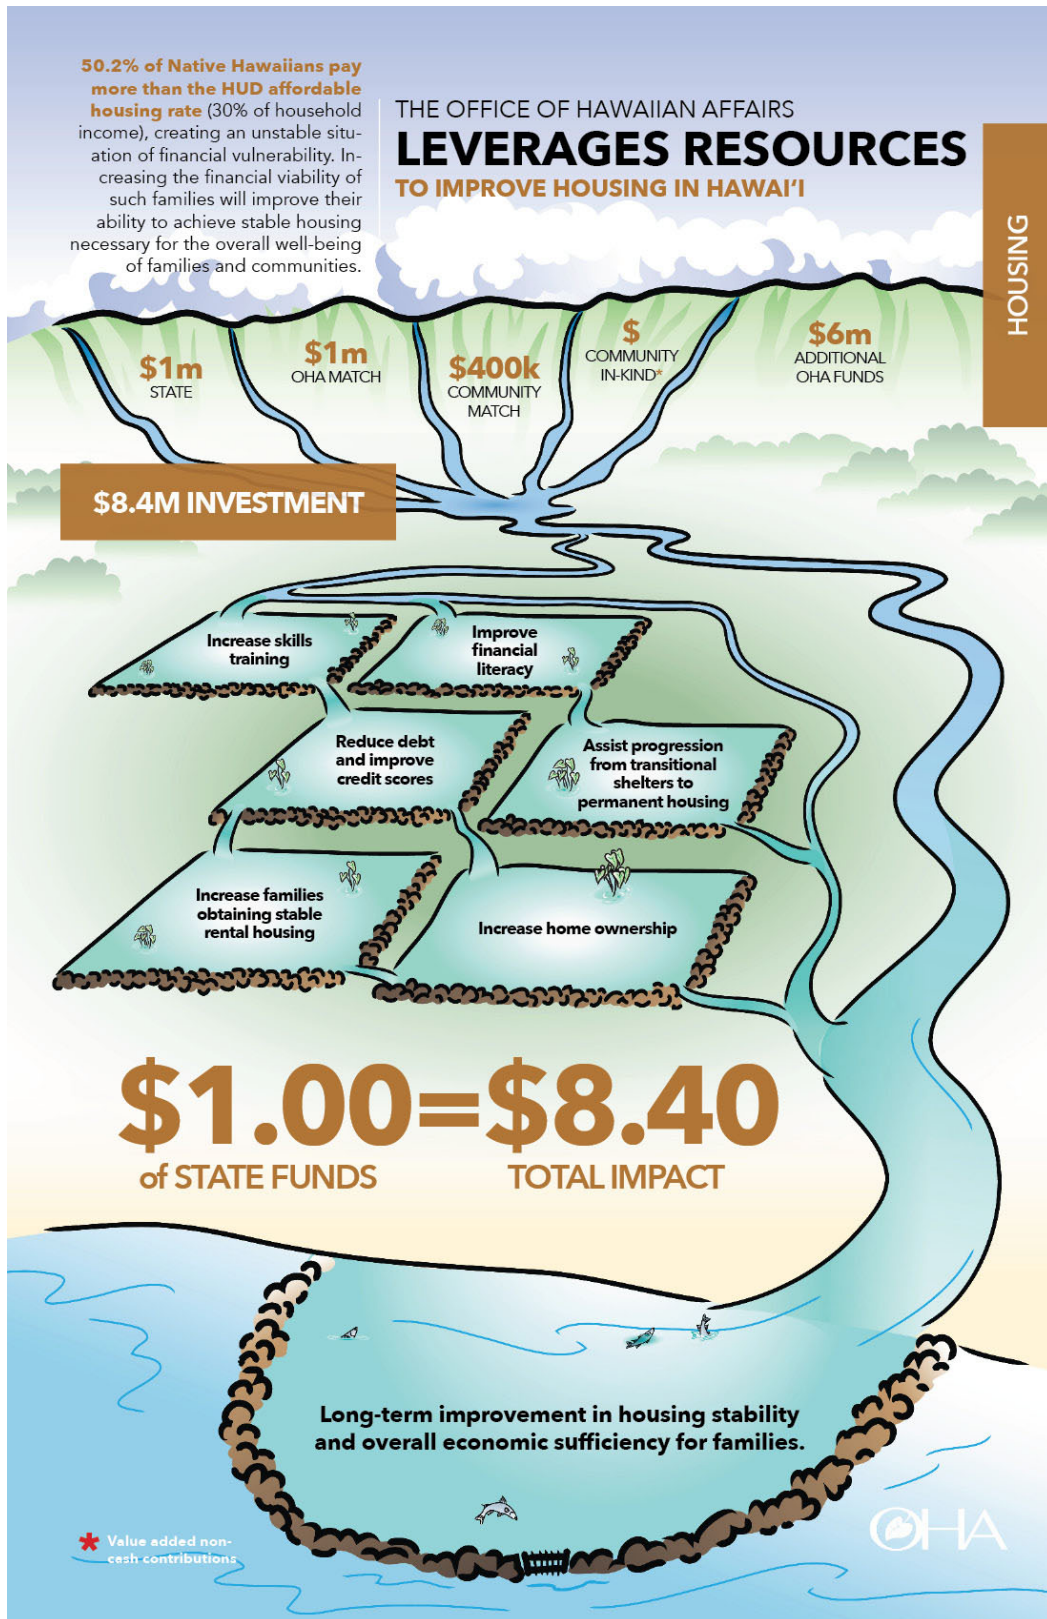 50.2% of Native Hawaiians pay
more than the HUD affordable
housing rate (30% of household
income), creating an unstable situ-
ation of financial vulnerability. In-
creasing the financial viability of
such families will improve their
ability to achieve stable housing
necessary for the overall well-being
of families and communities.
THE OFFICE OF HAWAIIAN AFFAIRS
LEVERAGES RESOURCES
TO IMPROVE HOUSING IN HAWAI'I
HOUSING
$1m
STATE
$1m
OHA MATCH
$400k
COMMUNITY
MATCH
$
COMMUNITY
IN-KIND*
$6m
ADDITIONAL
OHA FUNDS
$8.4M INVESTMENT
Increase skills
training
Improve
financial
literacy
Reduce debt
and improve
credit scores
Assist progression
from transitional
shelters to
permanent housing
Increase families
obtaining stable
rental housing
Increase home ownership
$1.00=$8.40
of STATE FUNDS
TOTAL IMPACT
Long-term improvement in housing stability
and overall economic sufficiency for families.
* Value added non-
cash contributions
OHA